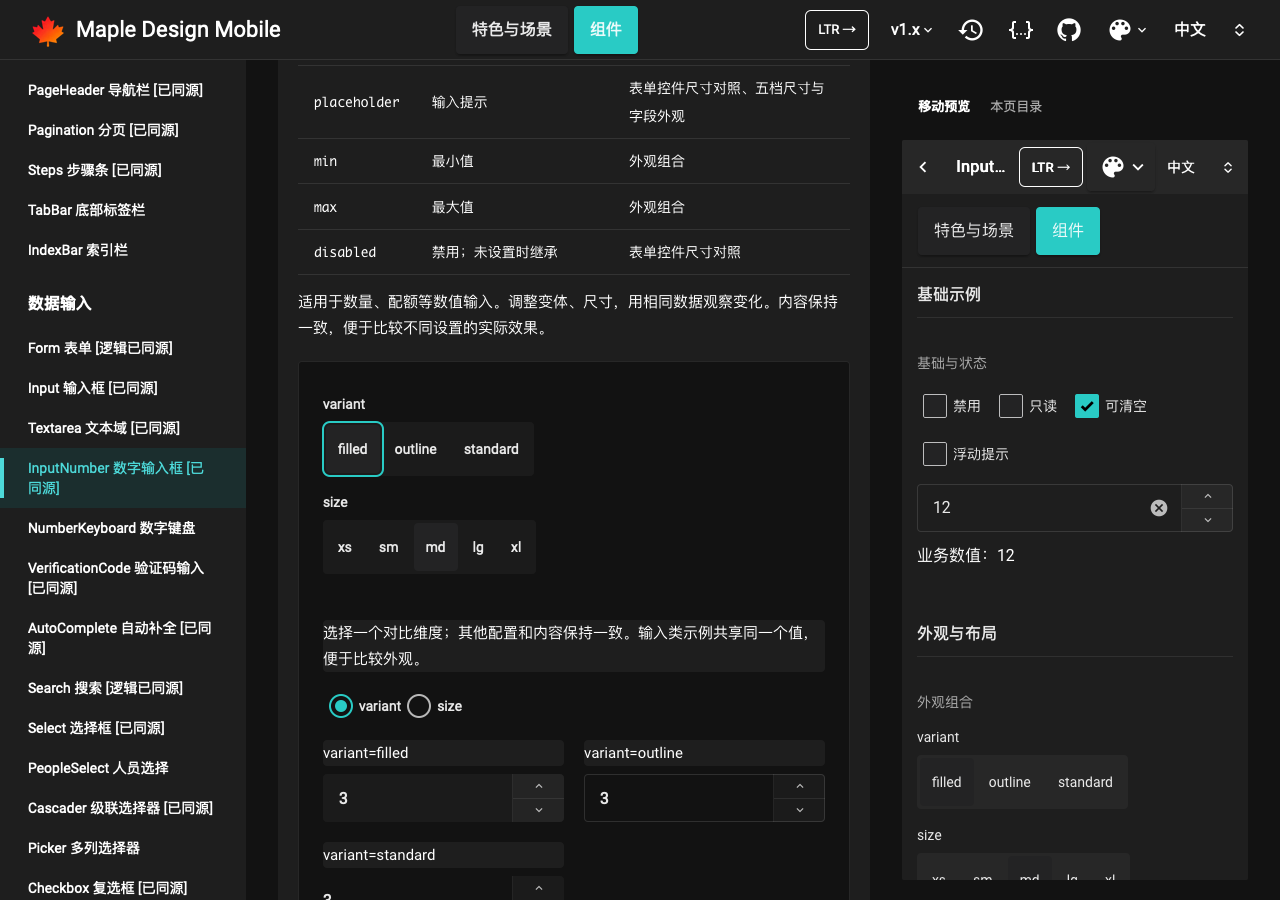 Maple Design Mobile
特色与场景
组件
LTR→
v1.x
{..}
中文
PageHeader 导航栏 [已同源]
Pagination 分页 [已同源]
Steps 步骤条 [已同源]
TabBar 底部标签栏
IndexBar 索引栏
数据输入
Form 表单 [逻辑已同源]
Input 输入框 [已同源]
Textarea 文本域 [已同源]
InputNumber 数字输入框 [已
同源]
NumberKeyboard 数字键盘
VerificationCode 验证码输入
[已同源]
AutoComplete 自动补全 [已同
源]
Search 搜索 [逻辑已同源]
Select 选择框 [已同源]
PeopleSelect 人员选择
Cascader 级联选择器 [已同源]
Picker 多列选择器
Checkbox 复选框 [已同源]
placeholder 输入提示 表单控件尺寸对照、五档尺寸与
字段外观
min 最小值 外观组合
max 最大值 外观组合
disabled 禁用；未设置时继承 表单控件尺寸对照
适用于数量、配额等数值输入。调整变体、尺寸，用相同数据观察变化。内容保持
一致，便于比较不同设置的实际效果。
variant
filled outline standard
size
xs sm md lg xl
选择一个对比维度；其他配置和内容保持一致。输入类示例共享同一个值，
便于比较外观。
variant size
variant=filled variant=outline
3 3
variant=standard
3
移动预览 本页目录
Input... LTR→ 中文
特色与场景 组件
基础示例
基础与状态
禁用 只读 可清空
浮动提示
12
业务数值：12
外观与布局
外观组合
variant
filled outline standard
size
xs sm md lg xl